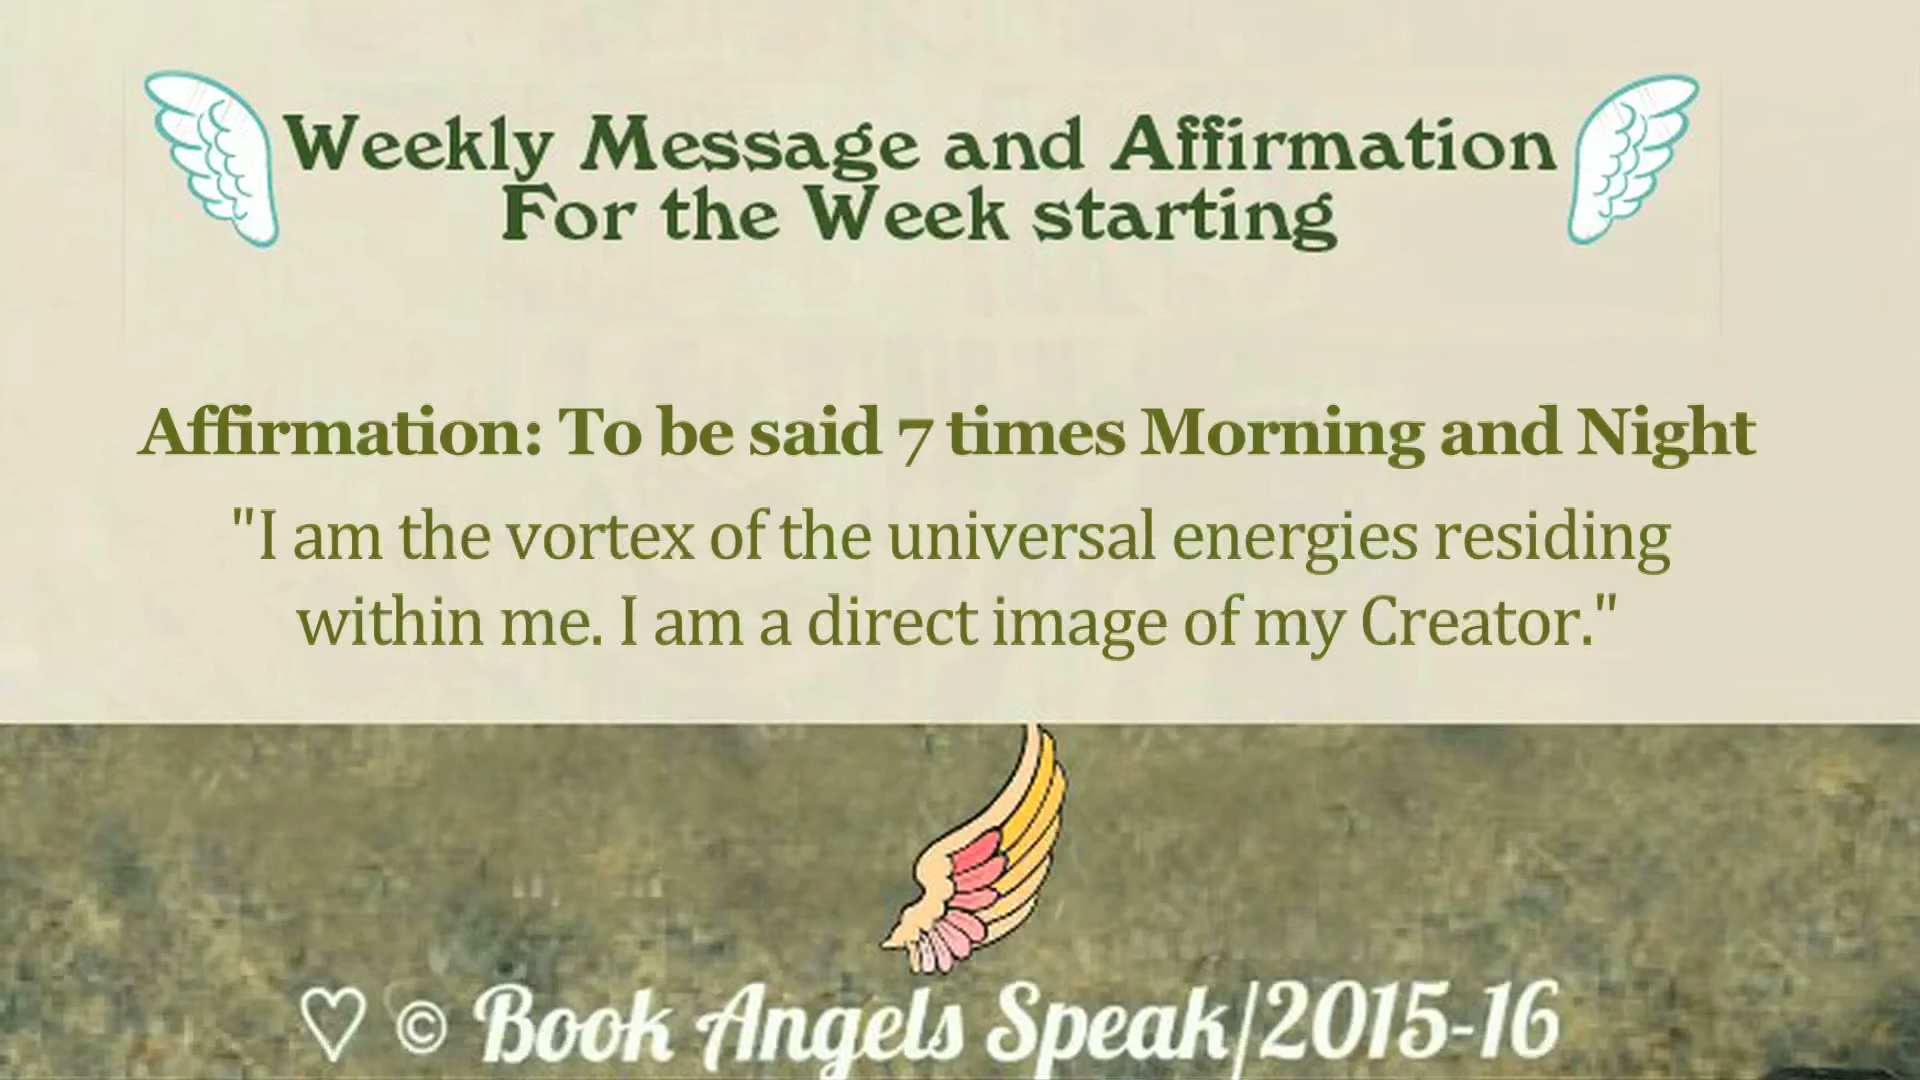 Weekly Message and Affirmation
For the Week starting
Affirmation: To be said 7 times Morning and Night
"I am the vortex of the universal energies residing
within me. I am a direct image of my Creator."
♡ © Book Angels Speak/2015-16